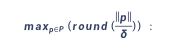 max_{p∈P} (round (‖p‖/δ)) :